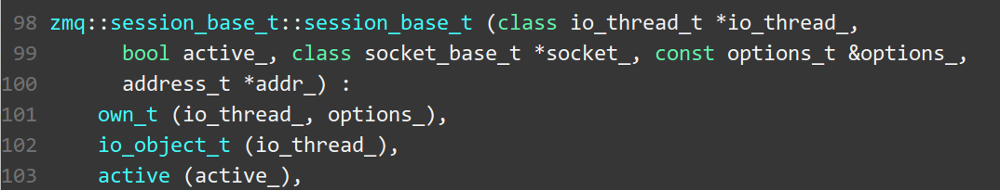 98 zmq::session_base_t::session_base_t (class io_thread_t *io_thread_,
99 bool active_, class socket_base_t *socket_, const options_t &options_,
100 address_t *addr_) :
101 own_t (io_thread_, options_),
102 io_object_t (io_thread_),
103 active (active_),